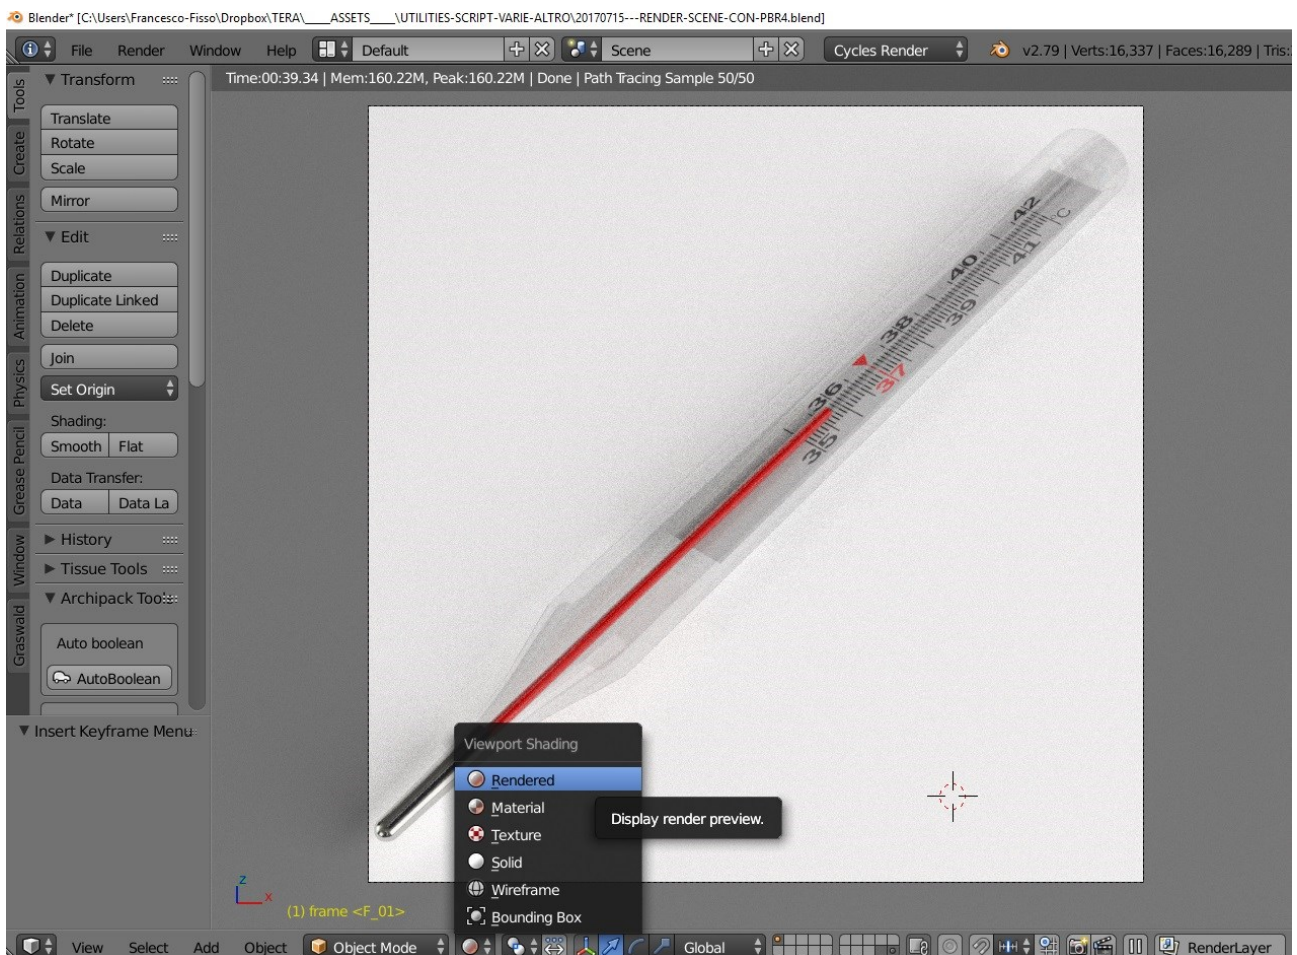 Blender* [C:\Users\Francesco-Fisso\Dropbox\TERA\____ASSETS____\UTILITIES-SCRIPT-VARIE-ALTRO\20170715---RENDER-SCENE-CON-PBR4.blend]
File Render Window Help Default Scene Cycles Render v2.79 | Verts:16,337 | Faces:16,289 | Tris:
Time:00:39.34 | Mem:160.22M, Peak:160.22M | Done | Path Tracing Sample 50/50
Tools
Create
Relations
Animation
Physics
Grease Pencil
Window
Graswald
Transform
Translate
Rotate
Scale
Mirror
Edit
Duplicate
Duplicate Linked
Delete
Join
Set Origin
Shading:
Smooth Flat
Data Transfer:
Data Data La
History
Tissue Tools
Archipack Tools
Auto boolean
AutoBoolean
Insert Keyframe Menu
42
°C
41
40
39
38
37
36
35
Viewport Shading
Rendered
Material
Texture
Solid
Wireframe
Bounding Box
Display render preview.
z
x
(1) frame <F_01>
View Select Add Object Object Mode Global RenderLayer